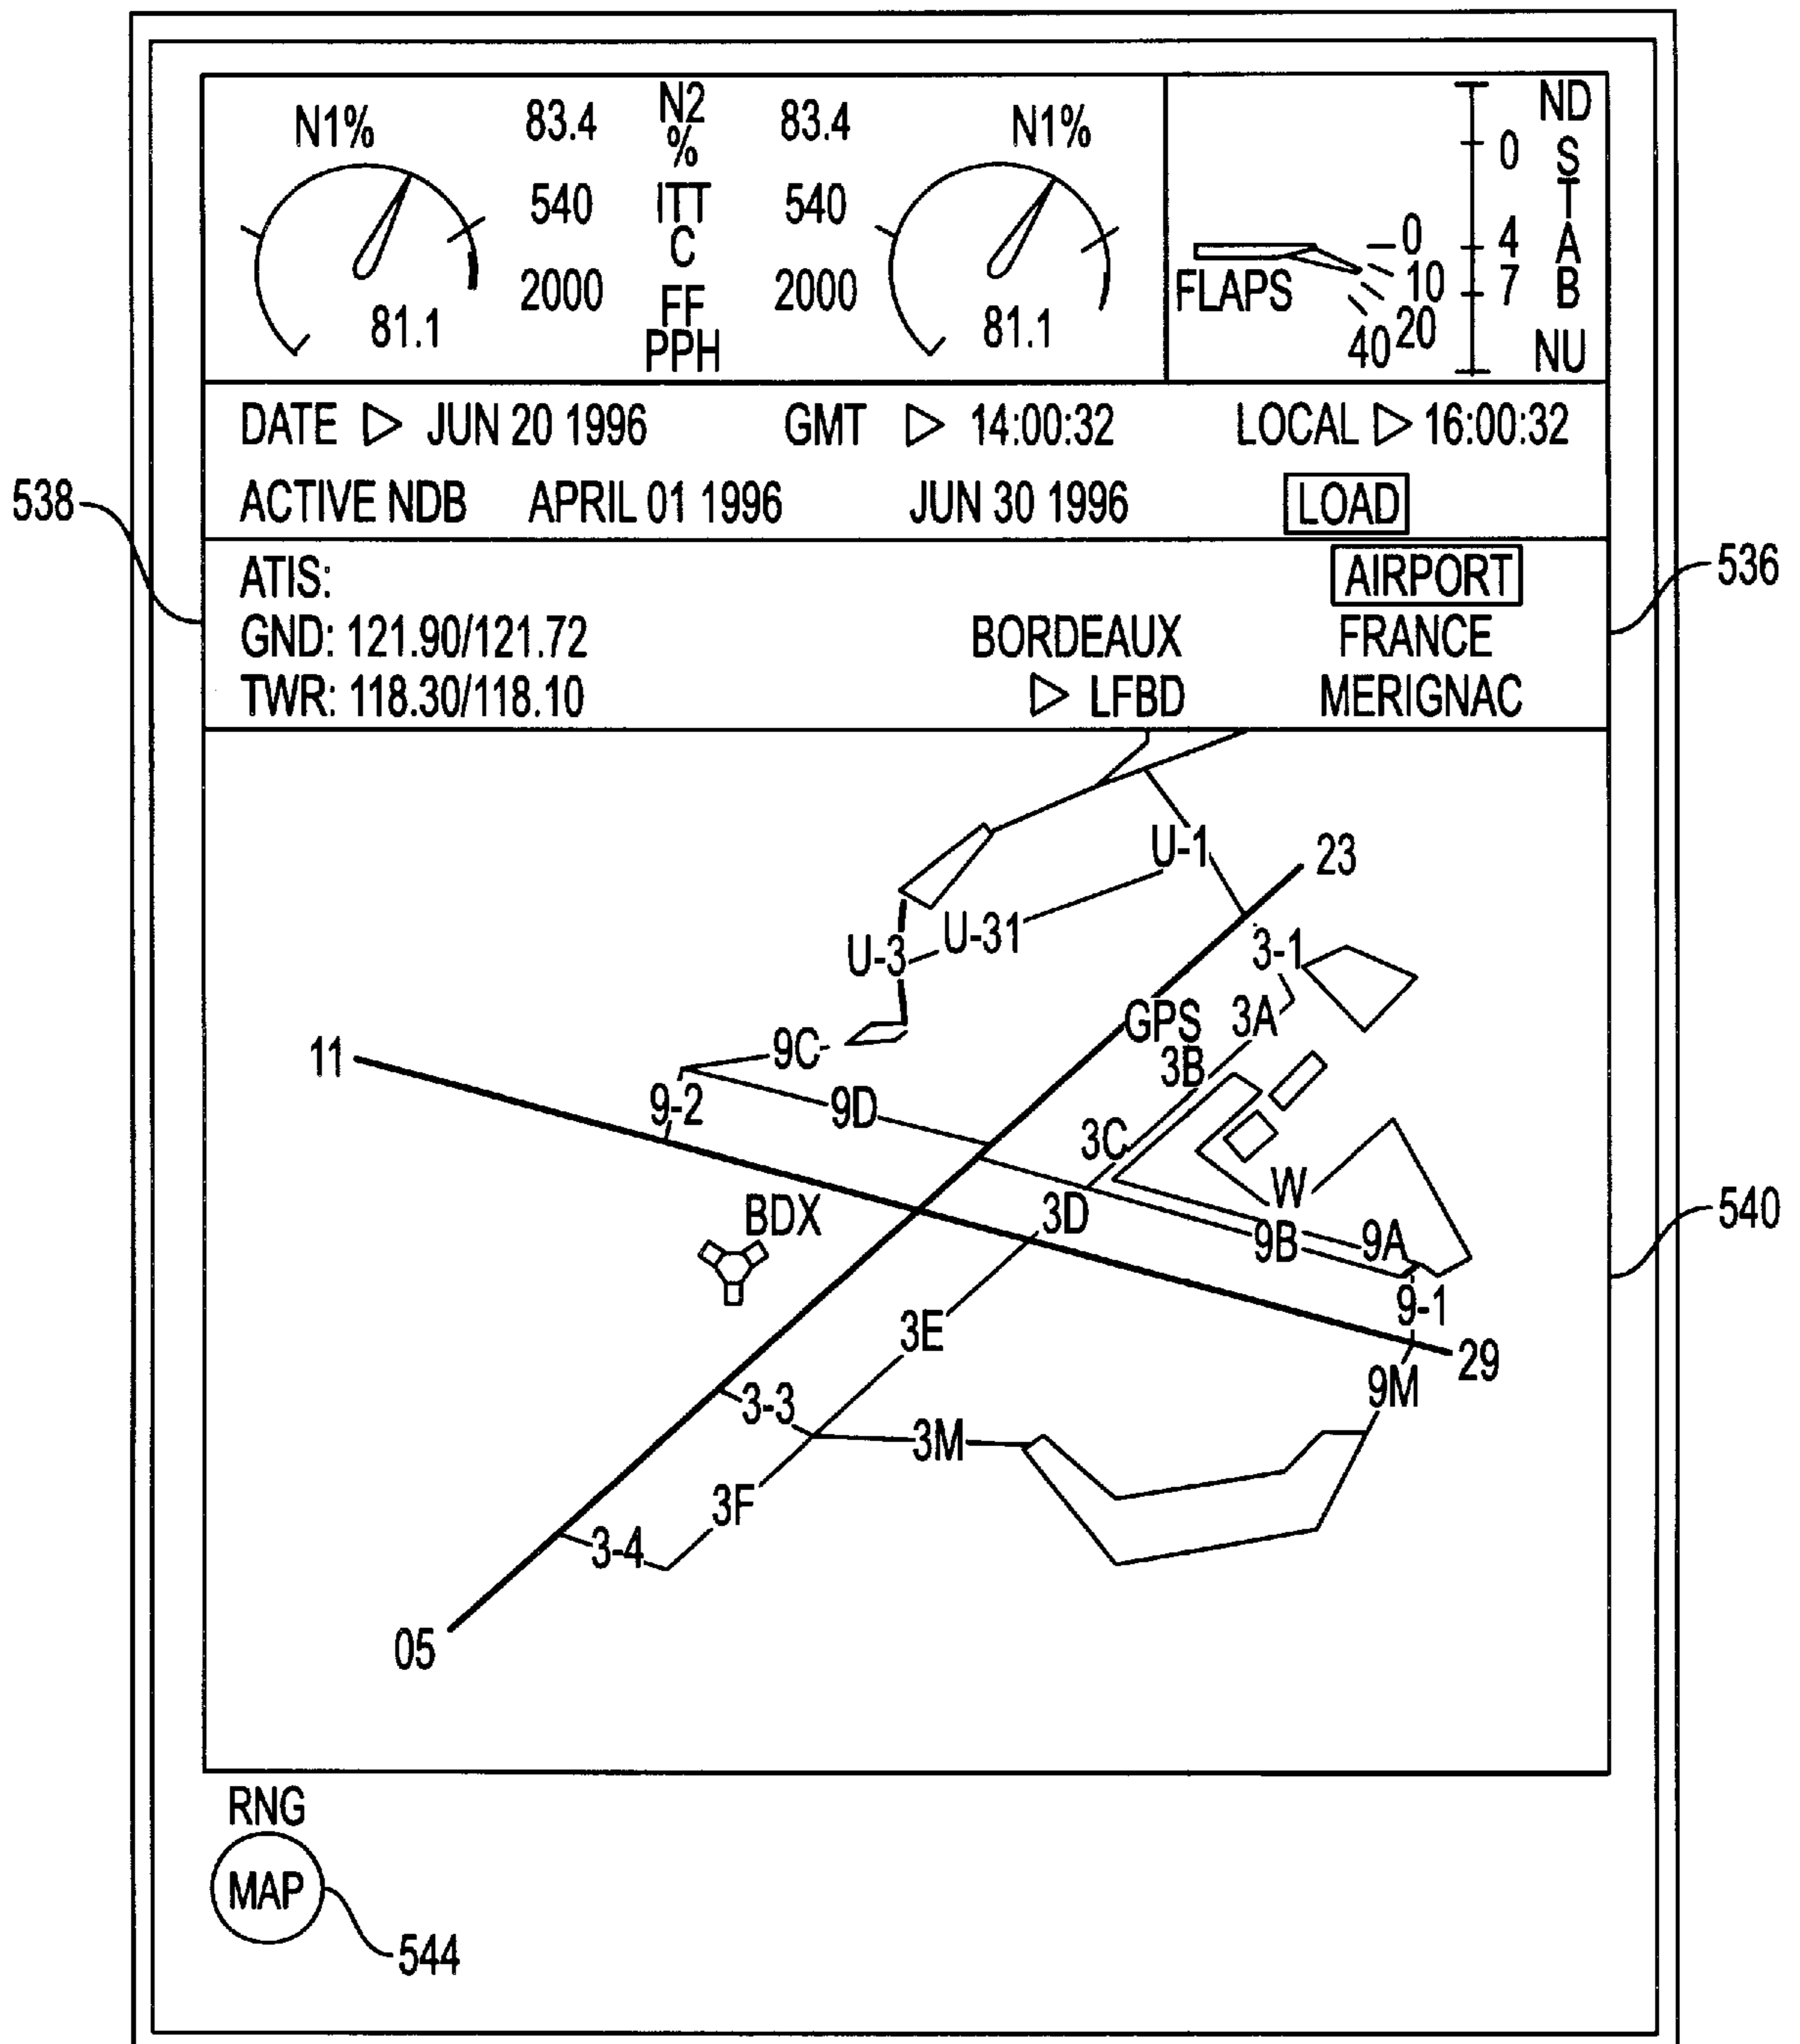 N1% 83.4 N2 % 83.4 N1%
540 ITT C 540
2000 FF PPH 2000
81.1 81.1
ND
0 S
T
0 4 A
FLAPS 10 7 B
20
40 NU
DATE ▷ JUN 20 1996 GMT ▷ 14:00:32 LOCAL ▷ 16:00:32
ACTIVE NDB APRIL 01 1996 JUN 30 1996 LOAD
538
ATIS: AIRPORT
536
GND: 121.90/121.72 BORDEAUX FRANCE
TWR: 118.30/118.10 ▷ LFBD MERIGNAC
U-1 23
U-31
U-3 3-1
GPS 3A
11 9C 3B
9-2 9D
3C
W
BDX 3D
540
9B 9A
9-1
3E
29
9M
3-3
3M
3F
3-4
05
RNG
MAP
544